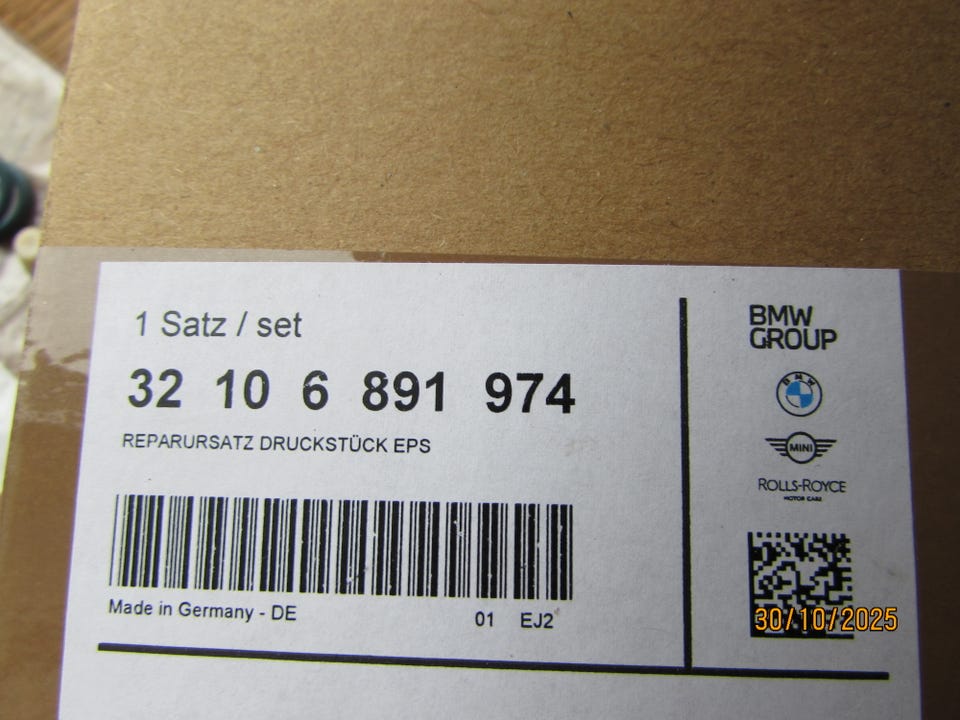 1 Satz / set
32 10 6 891 974
REPARURSATZ DRUCKSTÜCK EPS
Made in Germany - DE
01 EJ2
BMW
GROUP
BMW
MINI
ROLLS-ROYCE
MOTOR CARS
30/10/2025